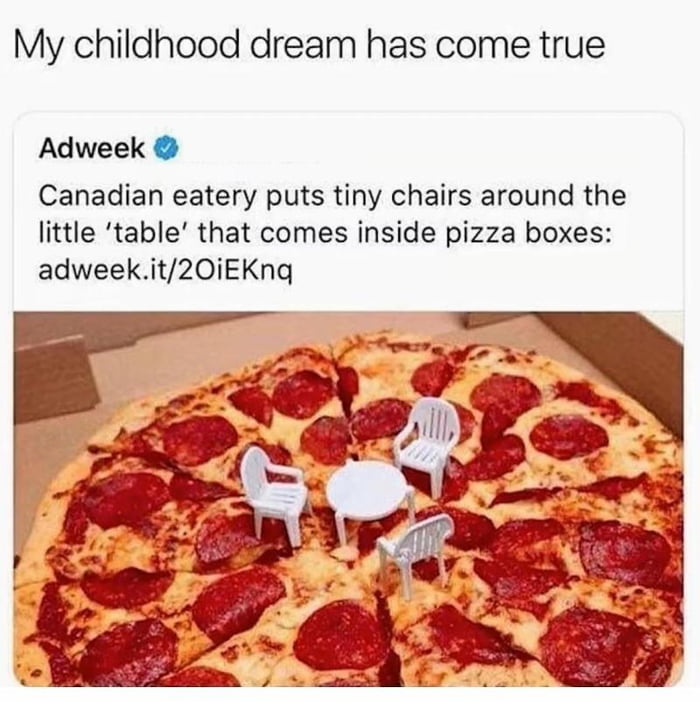 My childhood dream has come true
Adweek
Canadian eatery puts tiny chairs around the
little 'table' that comes inside pizza boxes:
adweek.it/2OiEKnq